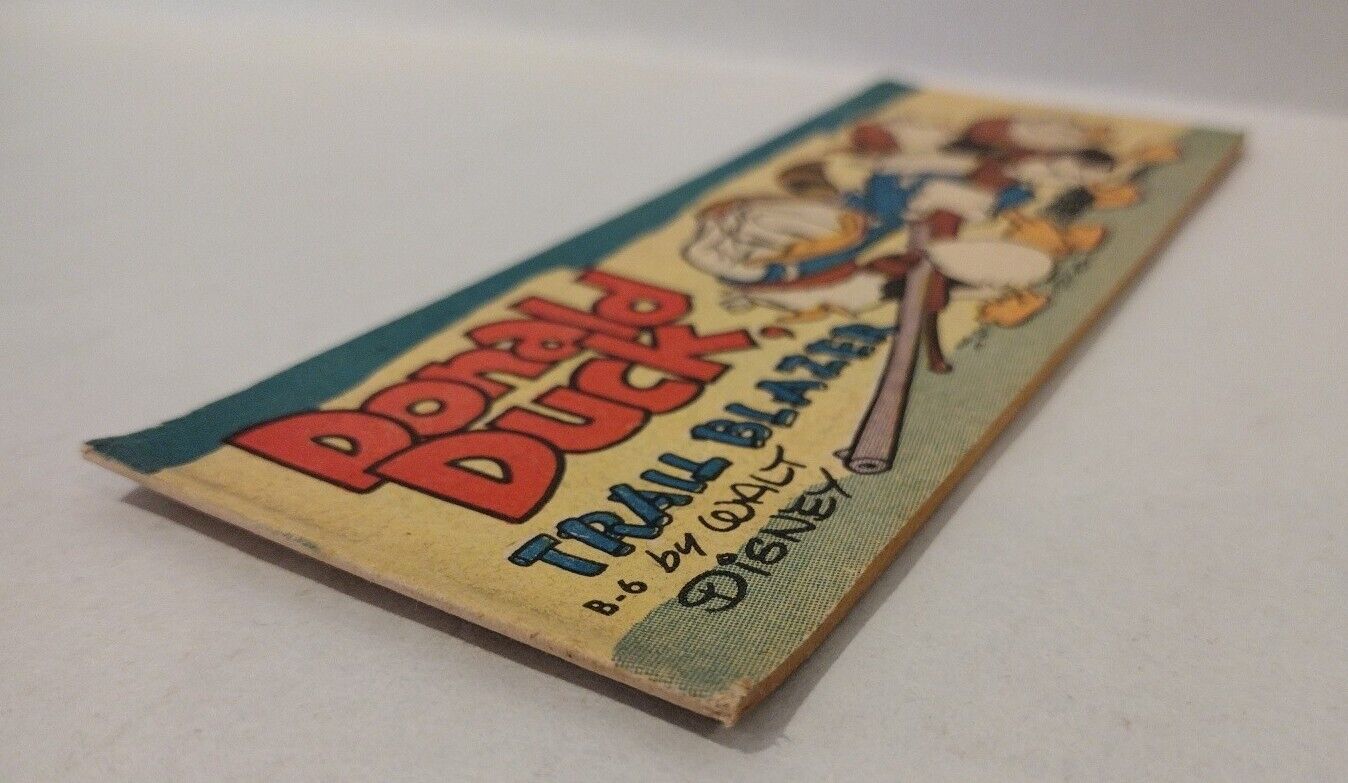 Donald
Duck
TRAIL BLAZER
B-6 by WALT
DISNEY